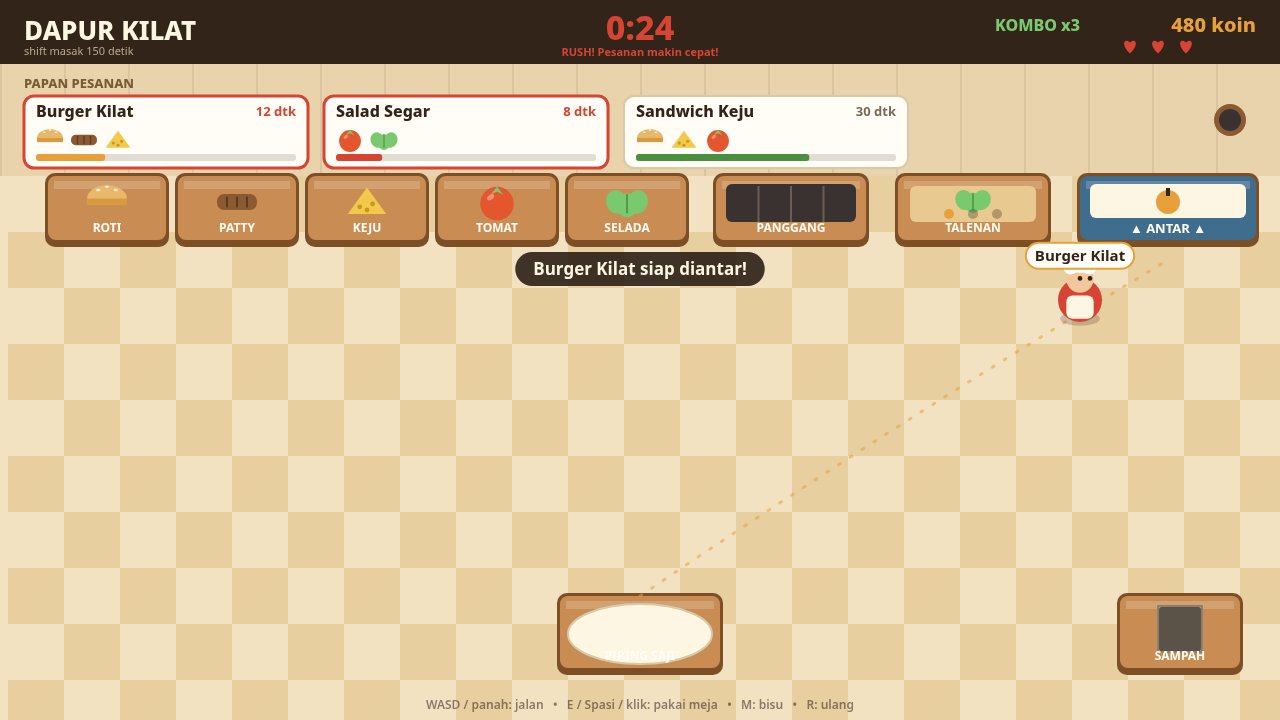 DAPUR KILAT
shift masak 150 detik
0:24
RUSH! Pesanan makin cepat!
KOMBO x3
480 koin
PAPAN PESANAN
Burger Kilat 12 dtk
Salad Segar 8 dtk
Sandwich Keju 30 dtk
ROTI
PATTY
KEJU
TOMAT
SELADA
PANGGANG
TALENAN
▲ ANTAR ▲
Burger Kilat siap diantar!
Burger Kilat
PIRING SAJI
SAMPAH
WASD / panah: jalan • E / Spasi / klik: pakai meja • M: bisu • R: ulang